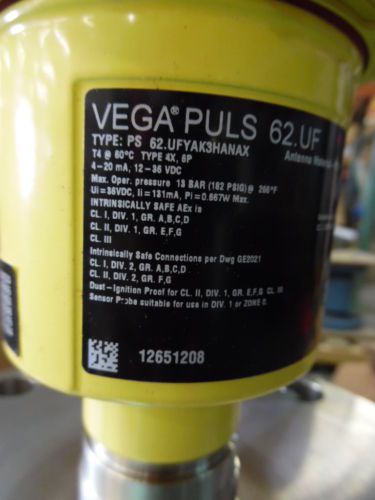 VEGA® PULS 62.UF
TYPE: PS 62.UFYAK3HANAX
T4 @ 60°C TYPE 4X, 6P
Antenna
4-20 mA, 12-36 VDC
Max. Oper. pressure 13 BAR (182 PSIG) @ 266°F
Ui=36VDC, Ii=131mA, Pi=0.667W Max.
INTRINSICALLY SAFE AEx ia
CL. I, DIV. 1, GR. A,B,C,D
CL. II, DIV. 1, GR. E,F,G
CL. III
Intrinsically Safe Connections per Dwg GE2021
CL. I, DIV. 2, GR. A,B,C,D
CL. II, DIV. 2, GR. F,G
Dust-Ignition Proof for CL. II, DIV. 1, GR. E,F,G CL. III
Sensor Probe suitable for use in DIV. 1 or ZONE 0.
12651208